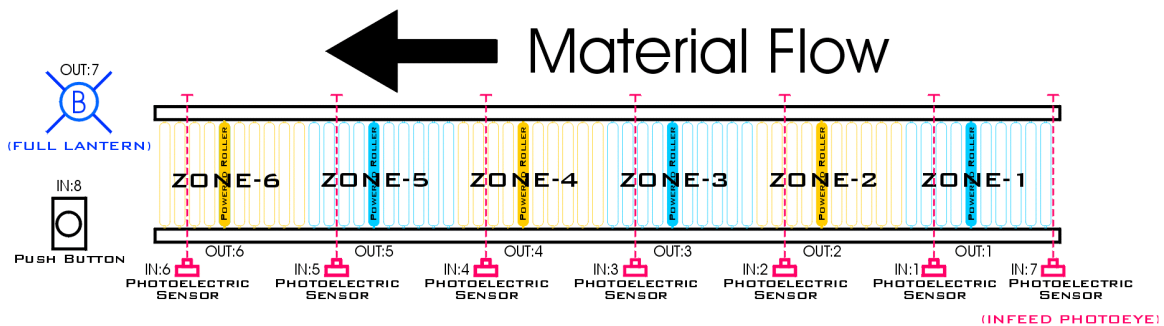 Material Flow
OUT:7
B
(FULL LANTERN)
IN:8
PUSH BUTTON
ZONE-6
POWERED ROLLER
ZONE-5
POWERED ROLLER
ZONE-4
POWERED ROLLER
ZONE-3
POWERED ROLLER
ZONE-2
POWERED ROLLER
ZONE-1
POWERED ROLLER
OUT:6
OUT:5
OUT:4
OUT:3
OUT:2
OUT:1
IN:6
PHOTOELECTRIC
SENSOR
IN:5
PHOTOELECTRIC
SENSOR
IN:4
PHOTOELECTRIC
SENSOR
IN:3
PHOTOELECTRIC
SENSOR
IN:2
PHOTOELECTRIC
SENSOR
IN:1
PHOTOELECTRIC
SENSOR
IN:7
PHOTOELECTRIC
SENSOR
(INFEED PHOTOEYE)